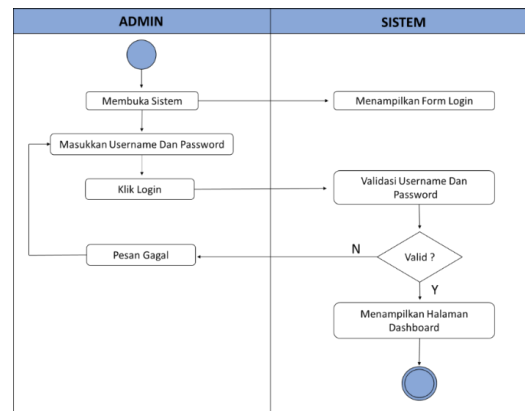 ADMIN
SISTEM
Membuka Sistem
Menampilkan Form Login
Masukkan Username Dan Password
Klik Login
Validasi Username Dan
Password
Pesan Gagal
N
Valid ?
Y
Menampilkan Halaman
Dashboard